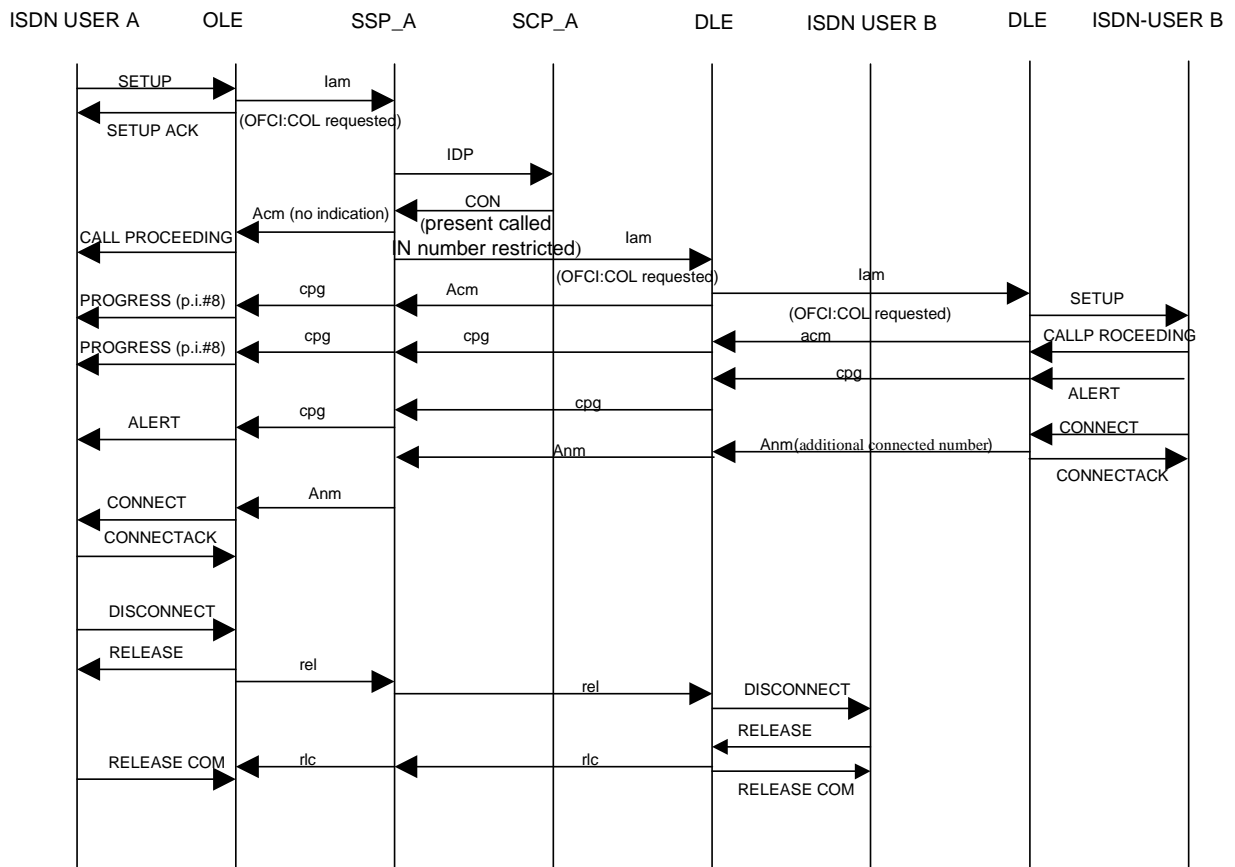 ISDN USER A OLE SSP_A SCP_A DLE ISDN USER B DLE ISDN-USER B
SETUP Iam
(OFCI:COL requested)
SETUP ACK
IDP
CON
Acm (no indication)
(present called
IN number restricted)
CALL PROCEEDING
Iam
(OFCI:COL requested)
Iam
(OFCI:COL requested)
SETUP
PROGRESS (p.i.#8) cpg Acm
acm CALLP ROCEEDING
PROGRESS (p.i.#8) cpg cpg
cpg
ALERT
ALERT cpg cpg
CONNECT
Anm Anm(additional connected number)
CONNECTACK
CONNECT Anm
CONNECTACK
DISCONNECT
RELEASE rel
rel DISCONNECT
RELEASE
RELEASE COM rlc rlc
RELEASE COM